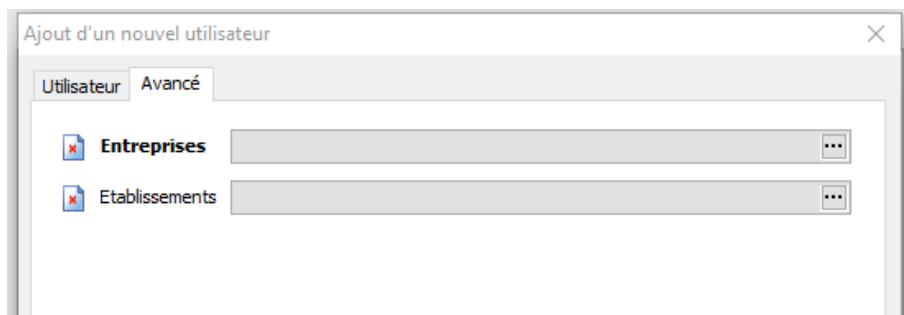 Ajout d'un nouvel utilisateur
Utilisateur Avancé
Entreprises ...
Etablissements ...